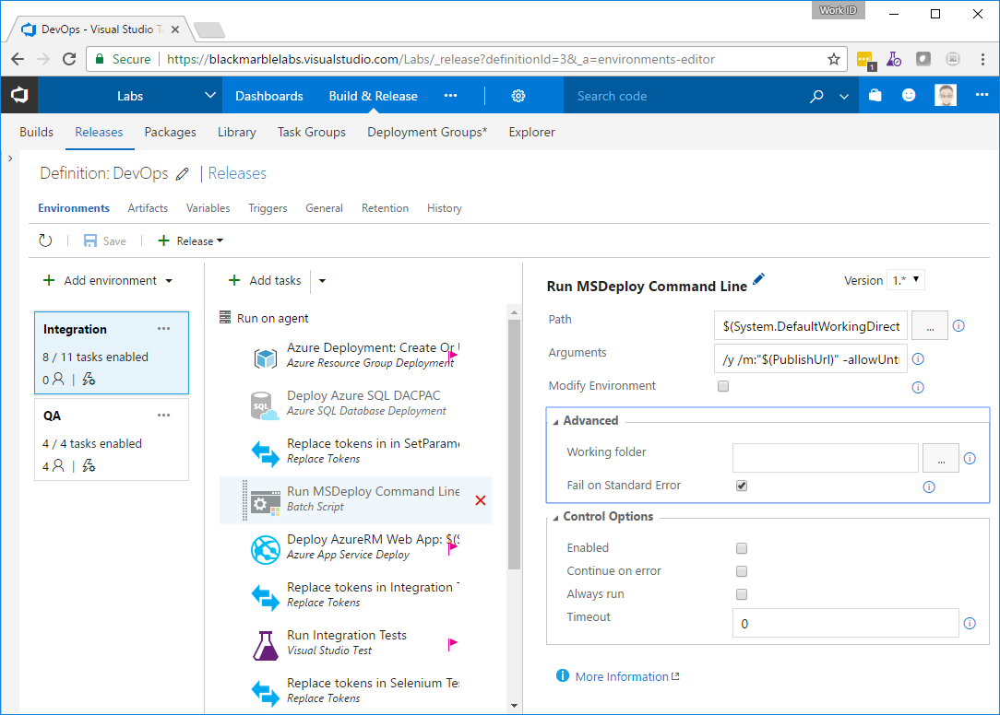 Work ID
DevOps - Visual Studio
Secure
https://blackmarblelabs.visualstudio.com/Labs/_release?definitionId=3&_a=environments-editor
1
Labs
Dashboards
Build & Release
Search code
Builds
Releases
Packages
Library
Task Groups
Deployment Groups*
Explorer
Definition: DevOps | Releases
Environments
Artifacts
Variables
Triggers
General
Retention
History
Save
Release
Add environment
Integration
8 / 11 tasks enabled
0
QA
4 / 4 tasks enabled
4
Add tasks
Run on agent
Azure Deployment: Create Or
Azure Resource Group Deployment
Deploy Azure SQL DACPAC
Azure SQL Database Deployment
SQL
Replace tokens in in SetParame
Replace Tokens
Run MSDeploy Command Line
Batch Script
Deploy AzureRM Web App: $(S
Azure App Service Deploy
Replace tokens in Integration
Replace Tokens
Run Integration Tests
Visual Studio Test
Replace tokens in Selenium Te
Replace Tokens
Run MSDeploy Command Line
Version 1.*
Path
$(System.DefaultWorkingDirect
...
Arguments
/y /m:"$(PublishUrl)" -allowUnt
Modify Environment
Advanced
Working folder
...
Fail on Standard Error
Control Options
Enabled
Continue on error
Always run
Timeout
0
More Information